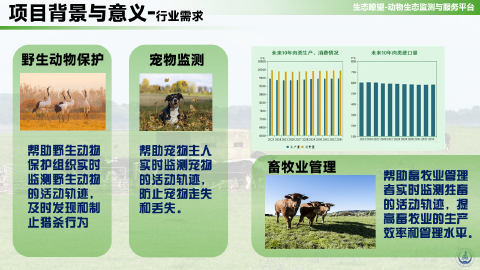 项目背景与意义-行业需求
生态瞭望-动物生态监测与服务平台
野生动物保护
帮助野生动物
保护组织实时
监测野生动物
的活动轨迹，
及时发现和制
止猎杀行为
宠物监测
帮助宠物主人
实时监测宠物
的活动轨迹，
防止宠物走失
和丢失。
未来10年肉类生产、消费情况
未来10年肉类进口量
畜牧业管理
帮助畜牧业管理
者实时监测牲畜
的活动轨迹，提
高畜牧业的生产
效率和管理水平。